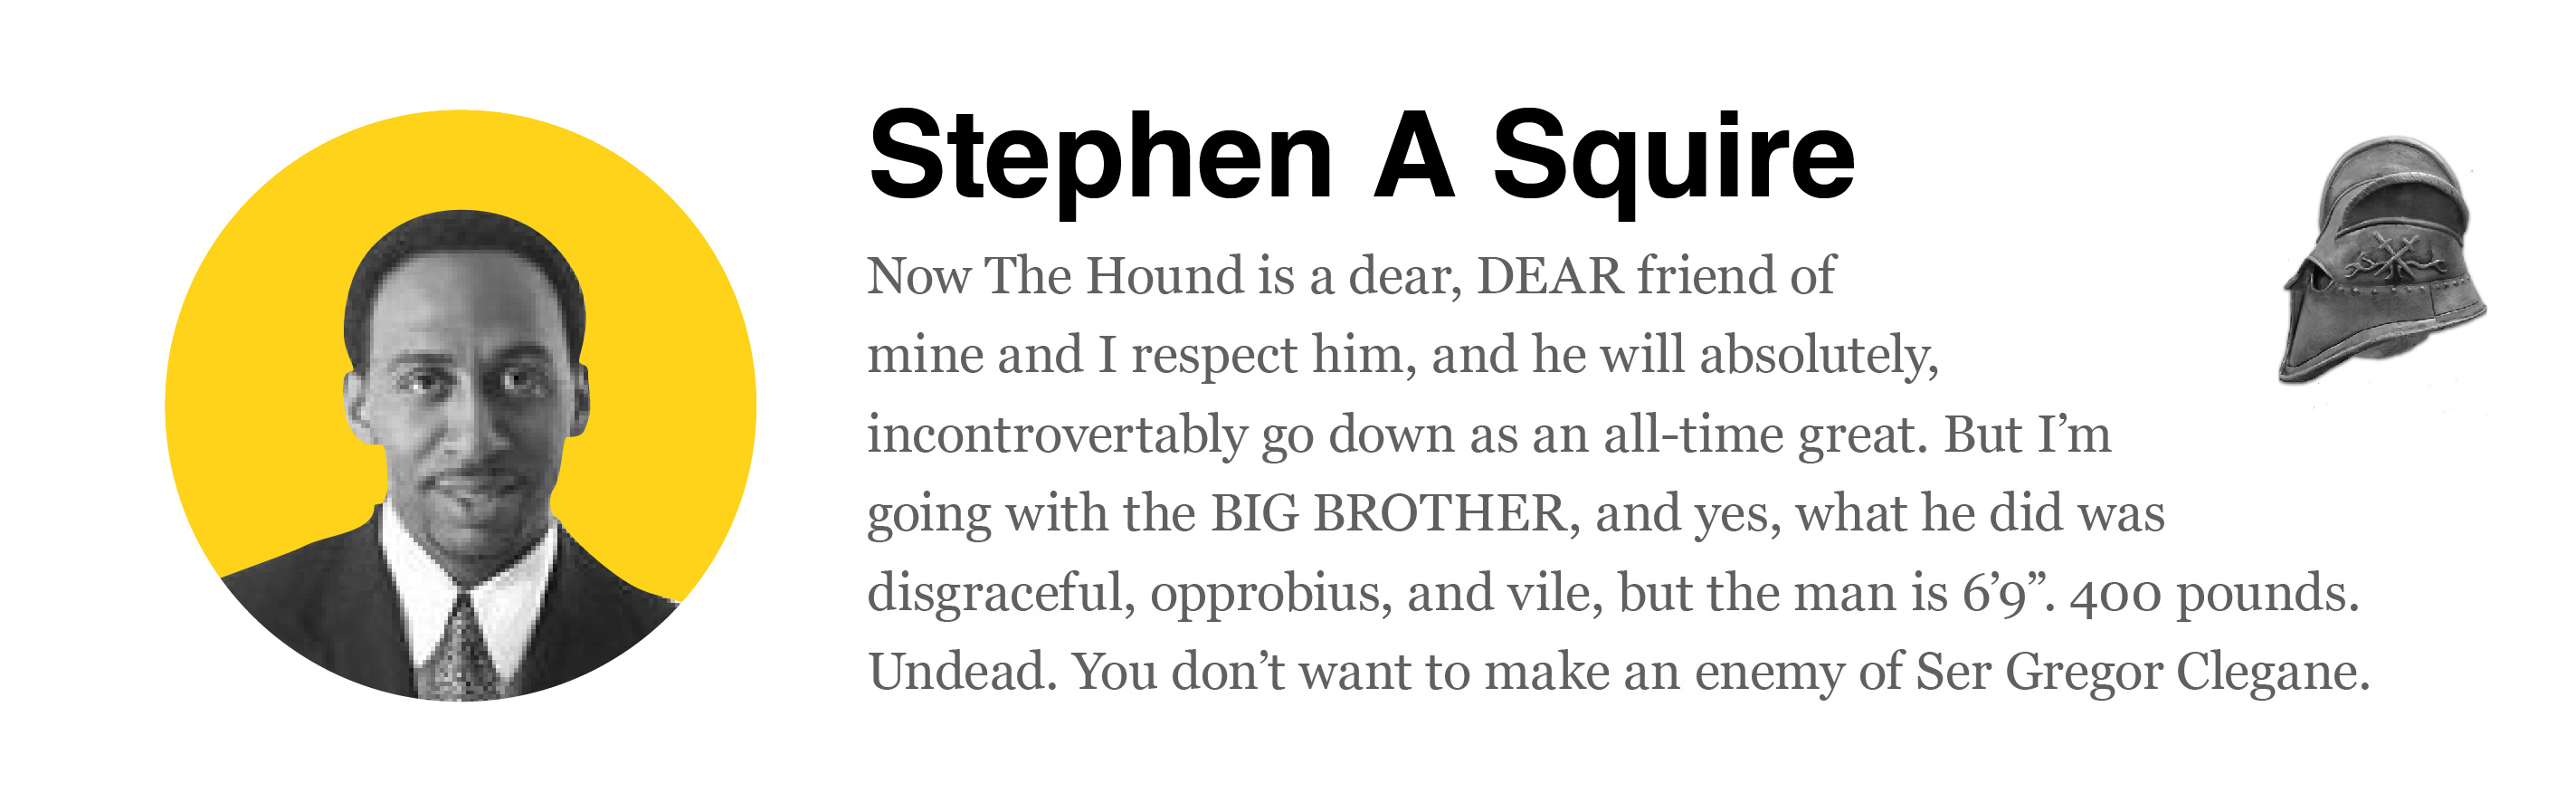 Stephen A Squire
Now The Hound is a dear, DEAR friend of
mine and I respect him, and he will absolutely,
incontrovertably go down as an all-time great. But I’m
going with the BIG BROTHER, and yes, what he did was
disgraceful, opprobius, and vile, but the man is 6’9”. 400 pounds.
Undead. You don’t want to make an enemy of Ser Gregor Clegane.